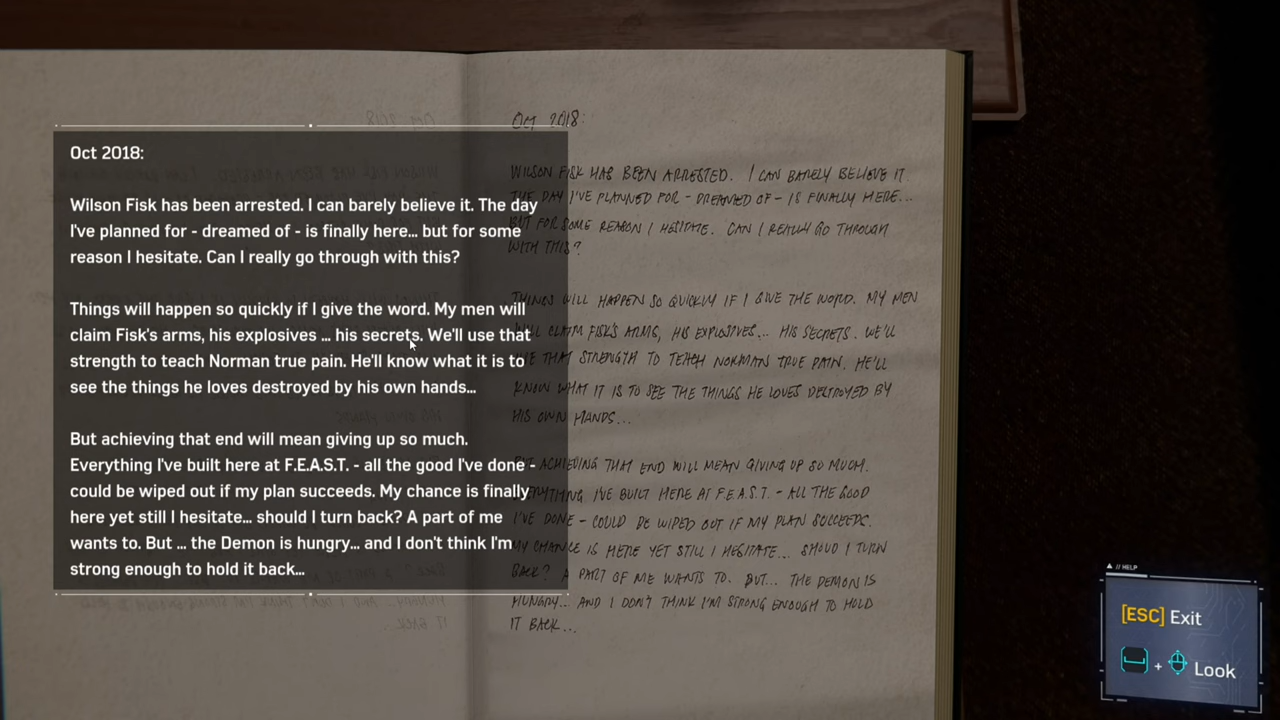 Oct 2018:
Wilson Fisk has been arrested. I can barely believe it. The day
I've planned for - dreamed of - is finally here... but for some
reason I hesitate. Can I really go through with this?
Things will happen so quickly if I give the word. My men will
claim Fisk's arms, his explosives ... his secrets. We'll use that
strength to teach Norman true pain. He'll know what it is to
see the things he loves destroyed by his own hands...
But achieving that end will mean giving up so much.
Everything I've built here at F.E.A.S.T. - all the good I've done -
could be wiped out if my plan succeeds. My chance is finally
here yet still I hesitate... should I turn back? A part of me
wants to. But ... the Demon is hungry... and I don't think I'm
strong enough to hold it back...
OCT 2018:
WILSON FISK HAS BEEN ARRESTED. I CAN BARELY BELIEVE IT.
THE DAY I'VE PLANNED FOR - DREAMED OF - IS FINALLY HERE...
BUT FOR SOME REASON I HESITATE. CAN I REALLY GO THROUGH
WITH THIS?
THINGS WILL HAPPEN SO QUICKLY IF I GIVE THE WORD. MY MEN
WILL CLAIM FISK'S ARMS, HIS EXPLOSIVES... HIS SECRETS. WE'LL
USE THAT STRENGTH TO TEACH NORMAN TRUE PAIN. HE'LL
KNOW WHAT IT IS TO SEE THE THINGS HE LOVES DESTROYED BY
HIS OWN HANDS...
BUT ACHIEVING THAT END WILL MEAN GIVING UP SO MUCH.
EVERYTHING I'VE BUILT HERE AT F.E.A.S.T. - ALL THE GOOD
I'VE DONE - COULD BE WIPED OUT IF MY PLAN SUCCEEDS.
MY CHANCE IS HERE YET STILL I HESITATE... SHOUD I TURN
BACK? A PART OF ME WANTS TO. BUT... THE DEMON IS
HUNGRY... AND I DON'T THINK I'M STRONG ENOUGH TO HOLD
IT BACK...
// HELP
[ESC] Exit
+ Look